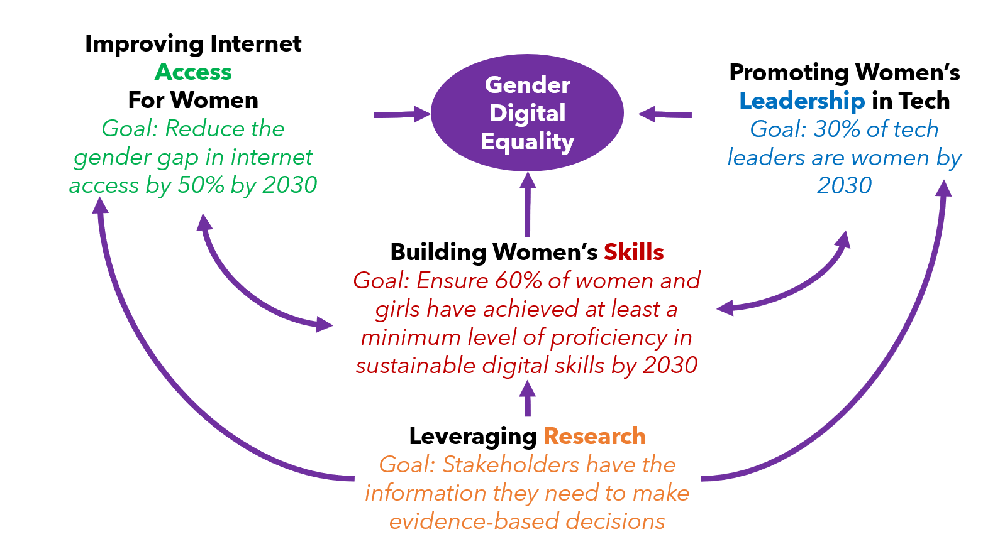 Improving Internet
Access
For Women
Goal: Reduce the
gender gap in internet
access by 50% by 2030
Gender
Digital
Equality
Promoting Women’s
Leadership in Tech
Goal: 30% of tech
leaders are women by
2030
Building Women’s Skills
Goal: Ensure 60% of women and
girls have achieved at least a
minimum level of proficiency in
sustainable digital skills by 2030
Leveraging Research
Goal: Stakeholders have the
information they need to make
evidence-based decisions